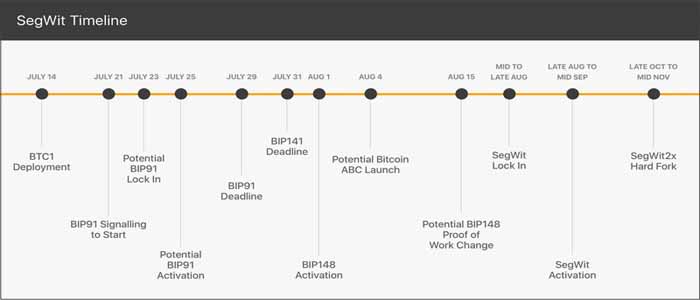 SegWit Timeline
JULY 14
JULY 21
JULY 23
JULY 25
JULY 29
JULY 31
AUG 1
AUG 4
AUG 15
MID TO
LATE AUG
LATE AUG TO
MID SEP
LATE OCT TO
MID NOV
BTC1
Deployment
BIP91 Signalling
to Start
Potential
BIP91
Lock In
Potential
BIP91
Activation
BIP91
Deadline
BIP141
Deadline
BIP148
Activation
Potential Bitcoin
ABC Launch
Potential BIP148
Proof of
Work Change
SegWit
Lock In
SegWit
Activation
SegWit2x
Hard Fork